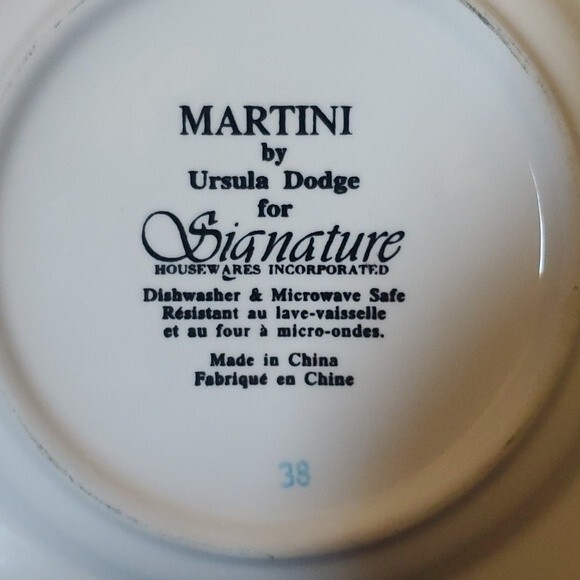 MARTINI
by
Ursula Dodge
for
Signature
HOUSEWARES INCORPORATED
Dishwasher & Microwave Safe
Résistant au lave-vaisselle
et au four à micro-ondes.
Made in China
Fabriqué en Chine
38